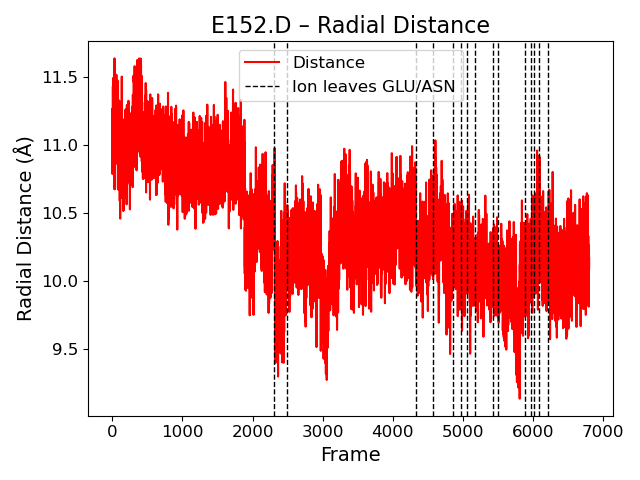 E152.D – Radial Distance
Distance
Ion leaves GLU/ASN
Radial Distance (Å)
11.5
11.0
10.5
10.0
9.5
0 1000 2000 3000 4000 5000 6000 7000
Frame